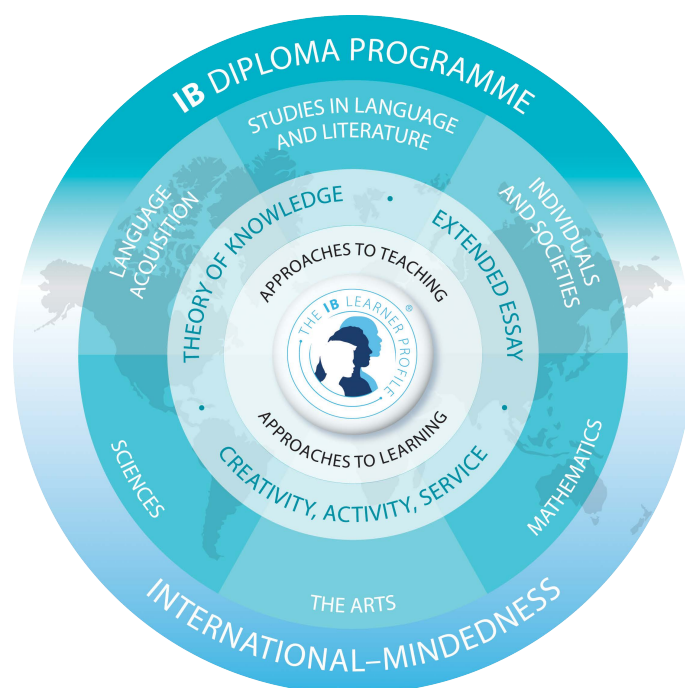 IB DIPLOMA PROGRAMME
STUDIES IN LANGUAGE
AND LITERATURE
LANGUAGE
ACQUISITION
INDIVIDUALS
AND SOCIETIES
THEORY OF KNOWLEDGE
•
EXTENDED ESSAY
APPROACHES TO TEACHING
THE IB LEARNER PROFILE
®
APPROACHES TO LEARNING
•
•
CREATIVITY, ACTIVITY, SERVICE
SCIENCES
MATHEMATICS
THE ARTS
INTERNATIONAL–MINDEDNESS